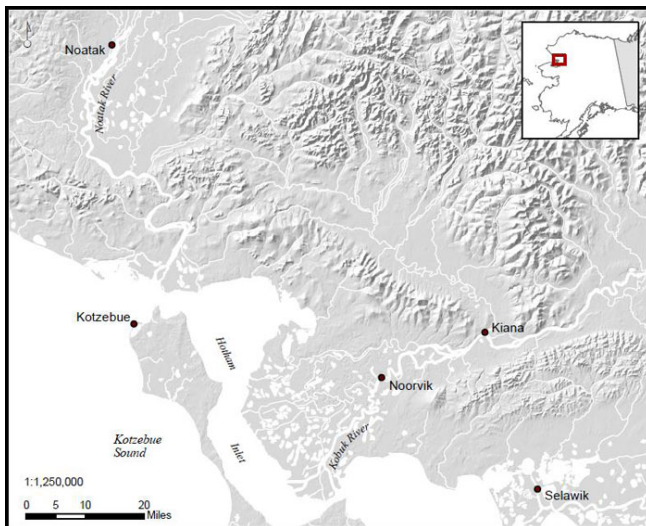 Noatak
Noatak River
Kotzebue
Hotham
Inlet
Kiana
Noorvik
Kobuk River
Kotzebue
Sound
Selawik
1:1,250,000
0 5 10 20
Miles